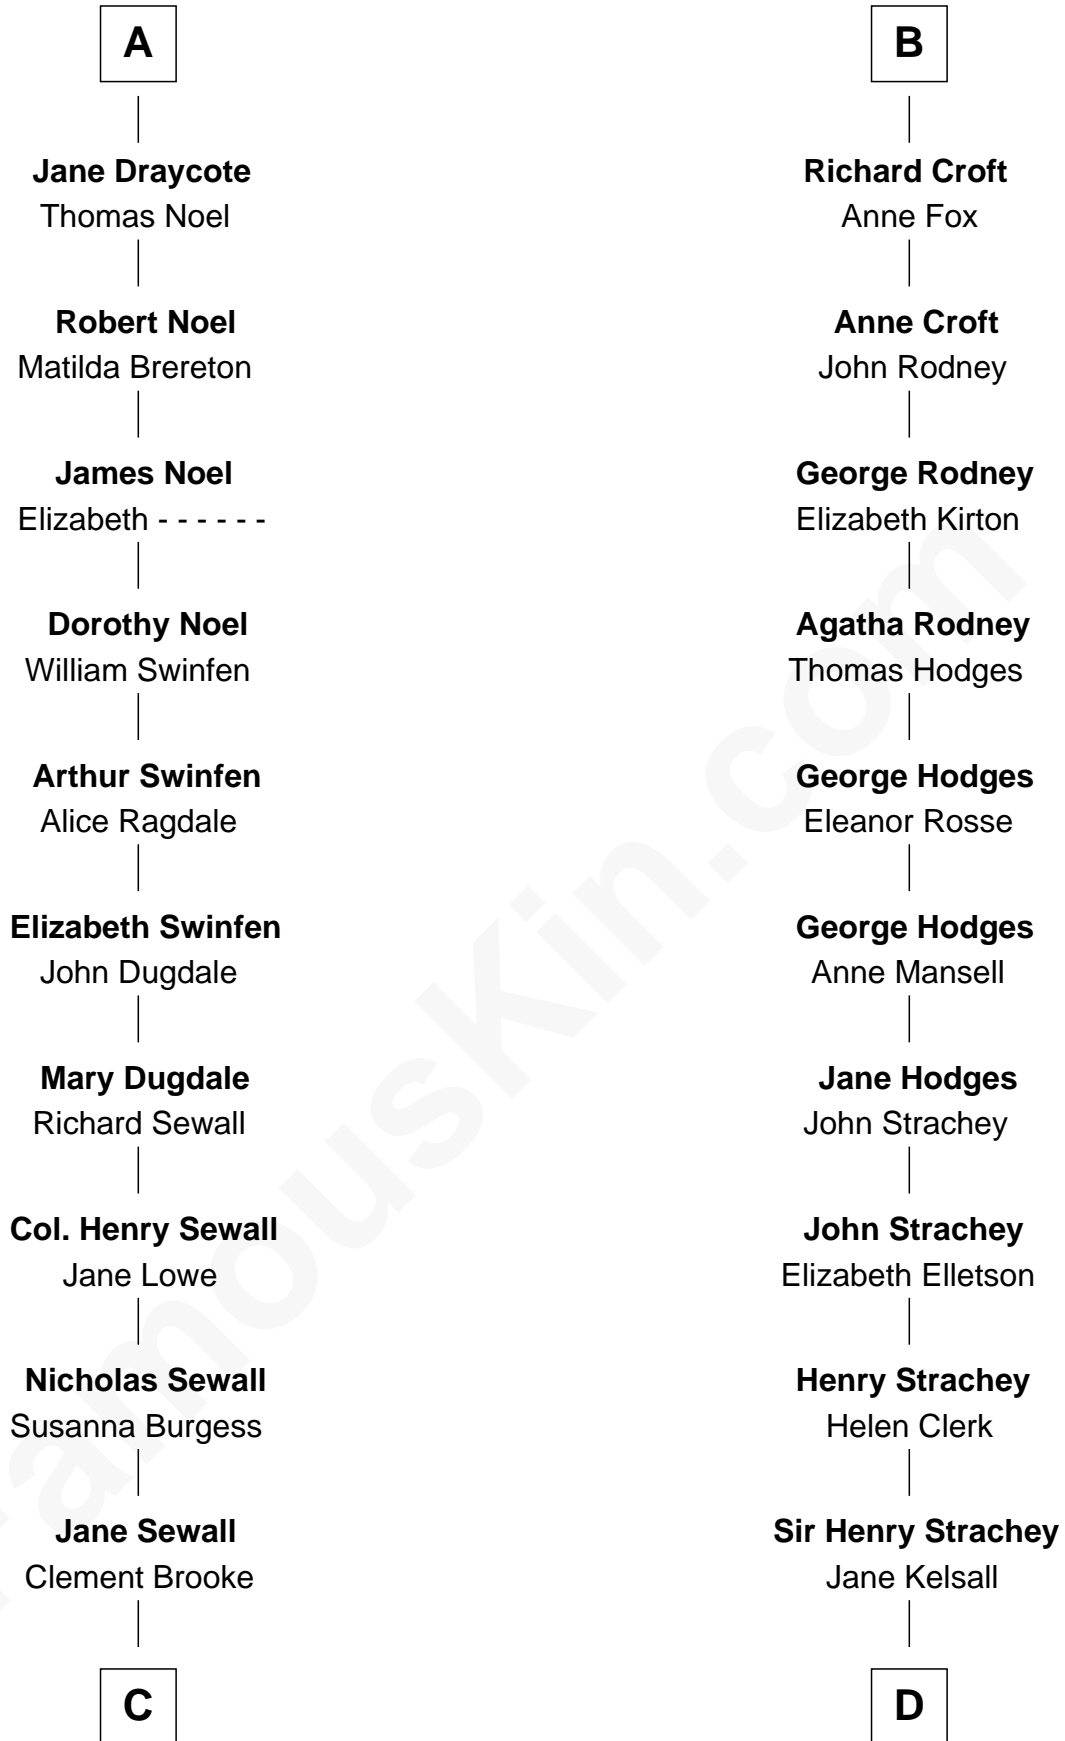 A
Jane Draycote
Thomas Noel
Robert Noel
Matilda Brereton
James Noel
Elizabeth - - - - - -
Dorothy Noel
William Swinfen
Arthur Swinfen
Alice Ragdale
Elizabeth Swinfen
John Dugdale
Mary Dugdale
Richard Sewall
Col. Henry Sewall
Jane Lowe
Nicholas Sewall
Susanna Burgess
Jane Sewall
Clement Brooke
C
B
Richard Croft
Anne Fox
Anne Croft
John Rodney
George Rodney
Elizabeth Kirton
Agatha Rodney
Thomas Hodges
George Hodges
Eleanor Rosse
George Hodges
Anne Mansell
Jane Hodges
John Strachey
John Strachey
Elizabeth Elletson
Henry Strachey
Helen Clerk
Sir Henry Strachey
Jane Kelsall
D
FamousKin.com